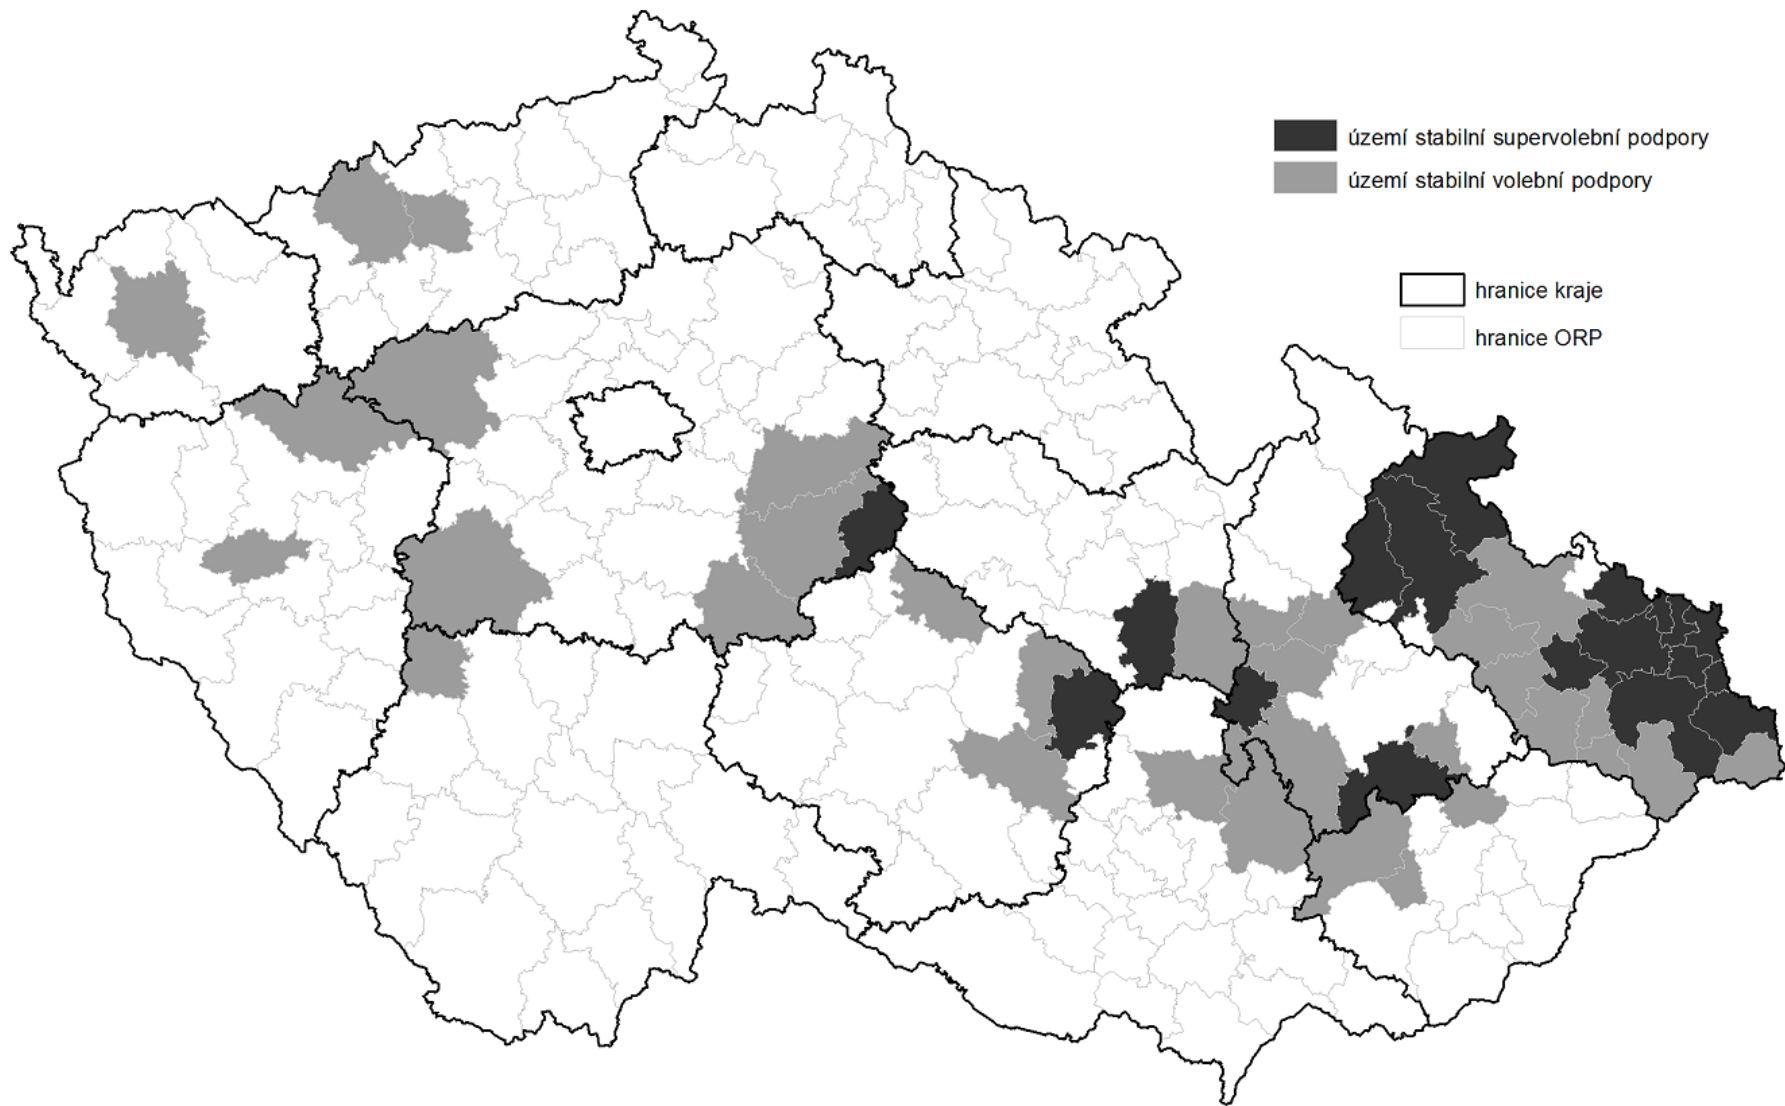 území stabilní supervolební podpory
území stabilní volební podpory
hranice kraje
hranice ORP